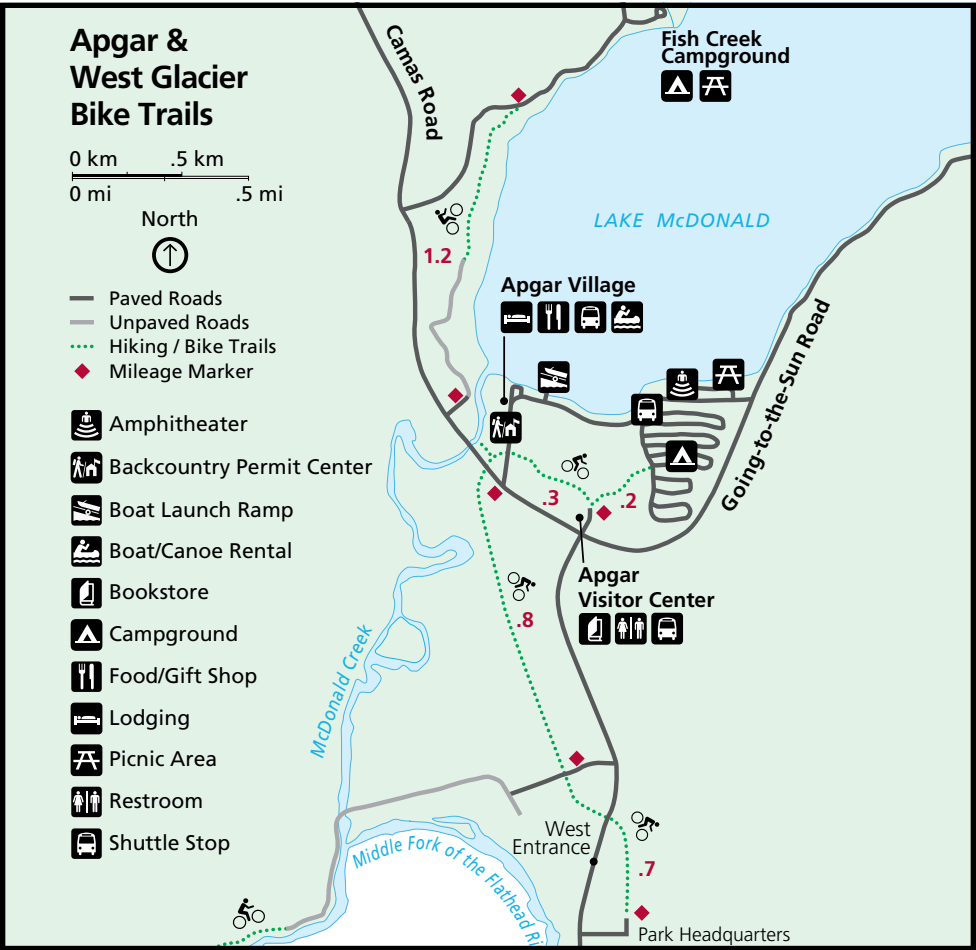 Apgar &
West Glacier
Bike Trails
0 km .5 km
0 mi .5 mi
North
Paved Roads
Unpaved Roads
Hiking / Bike Trails
Mileage Marker
Amphitheater
Backcountry Permit Center
Boat Launch Ramp
Boat/Canoe Rental
Bookstore
Campground
Food/Gift Shop
Lodging
Picnic Area
Restroom
Shuttle Stop
Camas Road
Fish Creek
Campground
LAKE McDONALD
1.2
Apgar Village
Going-to-the-Sun Road
.3
.2
Apgar
Visitor Center
.8
McDonald Creek
West
Entrance
Middle Fork of the Flathead Ri
.7
Park Headquarters